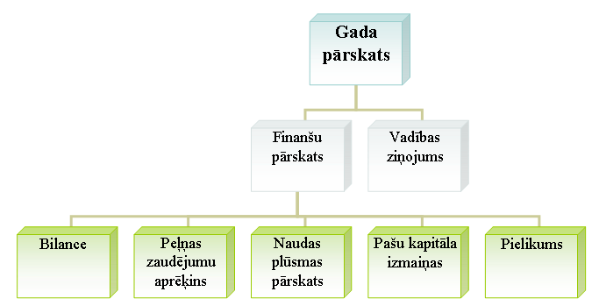 Gada
pārskats
Finanšu
pārskats
Vadības
ziņojums
Bilance
Peļņas
zaudējumu
aprēķins
Naudas
plūsmas
pārskats
Pašu kapitāla
izmaiņas
Pielikums